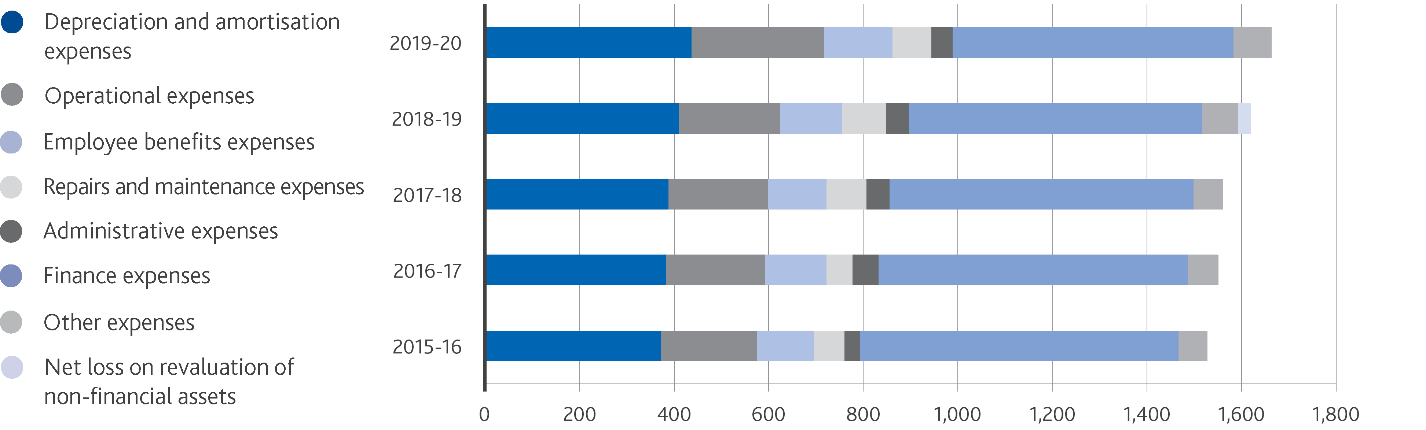 Depreciation and amortisation
expenses
Operational expenses
Employee benefits expenses
Repairs and maintenance expenses
Administrative expenses
Finance expenses
Other expenses
Net loss on revaluation of
non-financial assets
2019-20
2018-19
2017-18
2016-17
2015-16
0 200 400 600 800 1,000 1,200 1,400 1,600 1,800